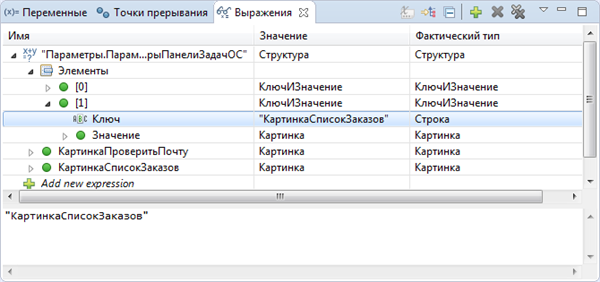 (x)= Переменные Точки прерывания Выражения
Имя Значение Фактический тип
x+y =? "Параметры.Парам...рыПанелиЗадачОС" Структура Структура
Элементы
[0] КлючИЗначение КлючИЗначение
[1] КлючИЗначение КлючИЗначение
Ключ "КартинкаСписокЗаказов" Строка
Значение Картинка Картинка
КартинкаПроверитьПочту Картинка Картинка
КартинкаСписокЗаказов Картинка Картинка
Add new expression
"КартинкаСписокЗаказов"